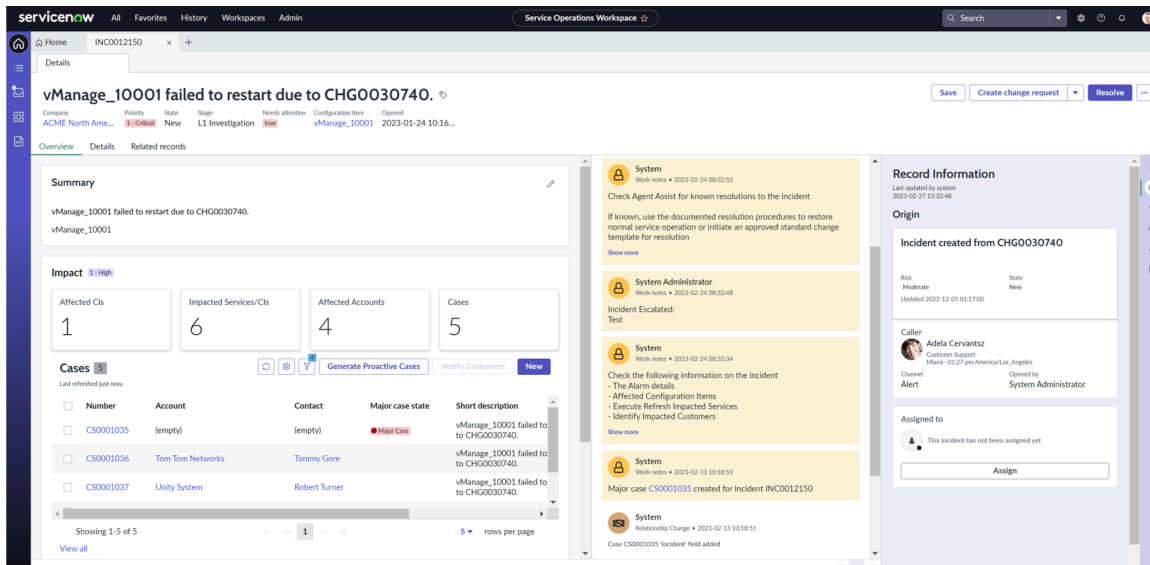 servicenow All Favorites History Workspaces Admin Service Operations Workspace Search
Home INC0012150 × +
Details
vManage_10001 failed to restart due to CHG0030740.
Save Create change request Resolve
Company Priority State Stage Needs attention Configuration item Opened
ACME North Ame... 1 - Critical New L1 Investigation true vManage_10001 2023-01-24 10:16...
Overview Details Related records
Summary
vManage_10001 failed to restart due to CHG0030740.
vManage_10001
Impact 1 - High
Affected CIs Impacted Services/CIs Affected Accounts Cases
1 6 4 5
Cases 5
Last refreshed just now.
4
Generate Proactive Cases Notify Customers New
Number Account Contact Major case state Short description
CS0001035 (empty) (empty) Major Case vManage_10001 failed to
to CHG0030740.
CS0001036 Tom Tom Networks Tommy Gore vManage_10001 failed to
to CHG0030740.
CS0001037 Unity System Robert Turner vManage_10001 failed to
to CHG0030740.
Showing 1-5 of 5 1 5 rows per page
View all
System
Work notes • 2023-02-24 08:32:52
Check Agent Assist for known resolutions to the incident
If known, use the documented resolution procedures to restore
normal service operation or initiate an approved standard change
template for resolution
Show more
System Administrator
Work notes • 2023-02-24 08:32:48
Incident Escalated:
Test
System
Work notes • 2023-02-24 08:32:34
Check the following information on the incident
- The Alarm details
- Affected Configuration Items
- Execute Refresh Impacted Services
- Identify Impacted Customers
Show more
System
Work notes • 2023-02-13 10:18:53
Major case CS0001035 created for Incident INC0012150
System
Relationship Change • 2023-02-13 10:18:51
Case CS0001035 'Incident' field added
Record Information
Last updated by system
2023-02-27 12:32:48
Origin
Incident created from CHG0030740
Risk State
Moderate New
Updated 2022-12-05 01:17:00
Caller
Adela Cervantsz
Customer Support
Miami • 01:27 pm America/Los_Angeles
Channel Opened by
Alert System Administrator
Assigned to
This Incident has not been assigned yet
Assign